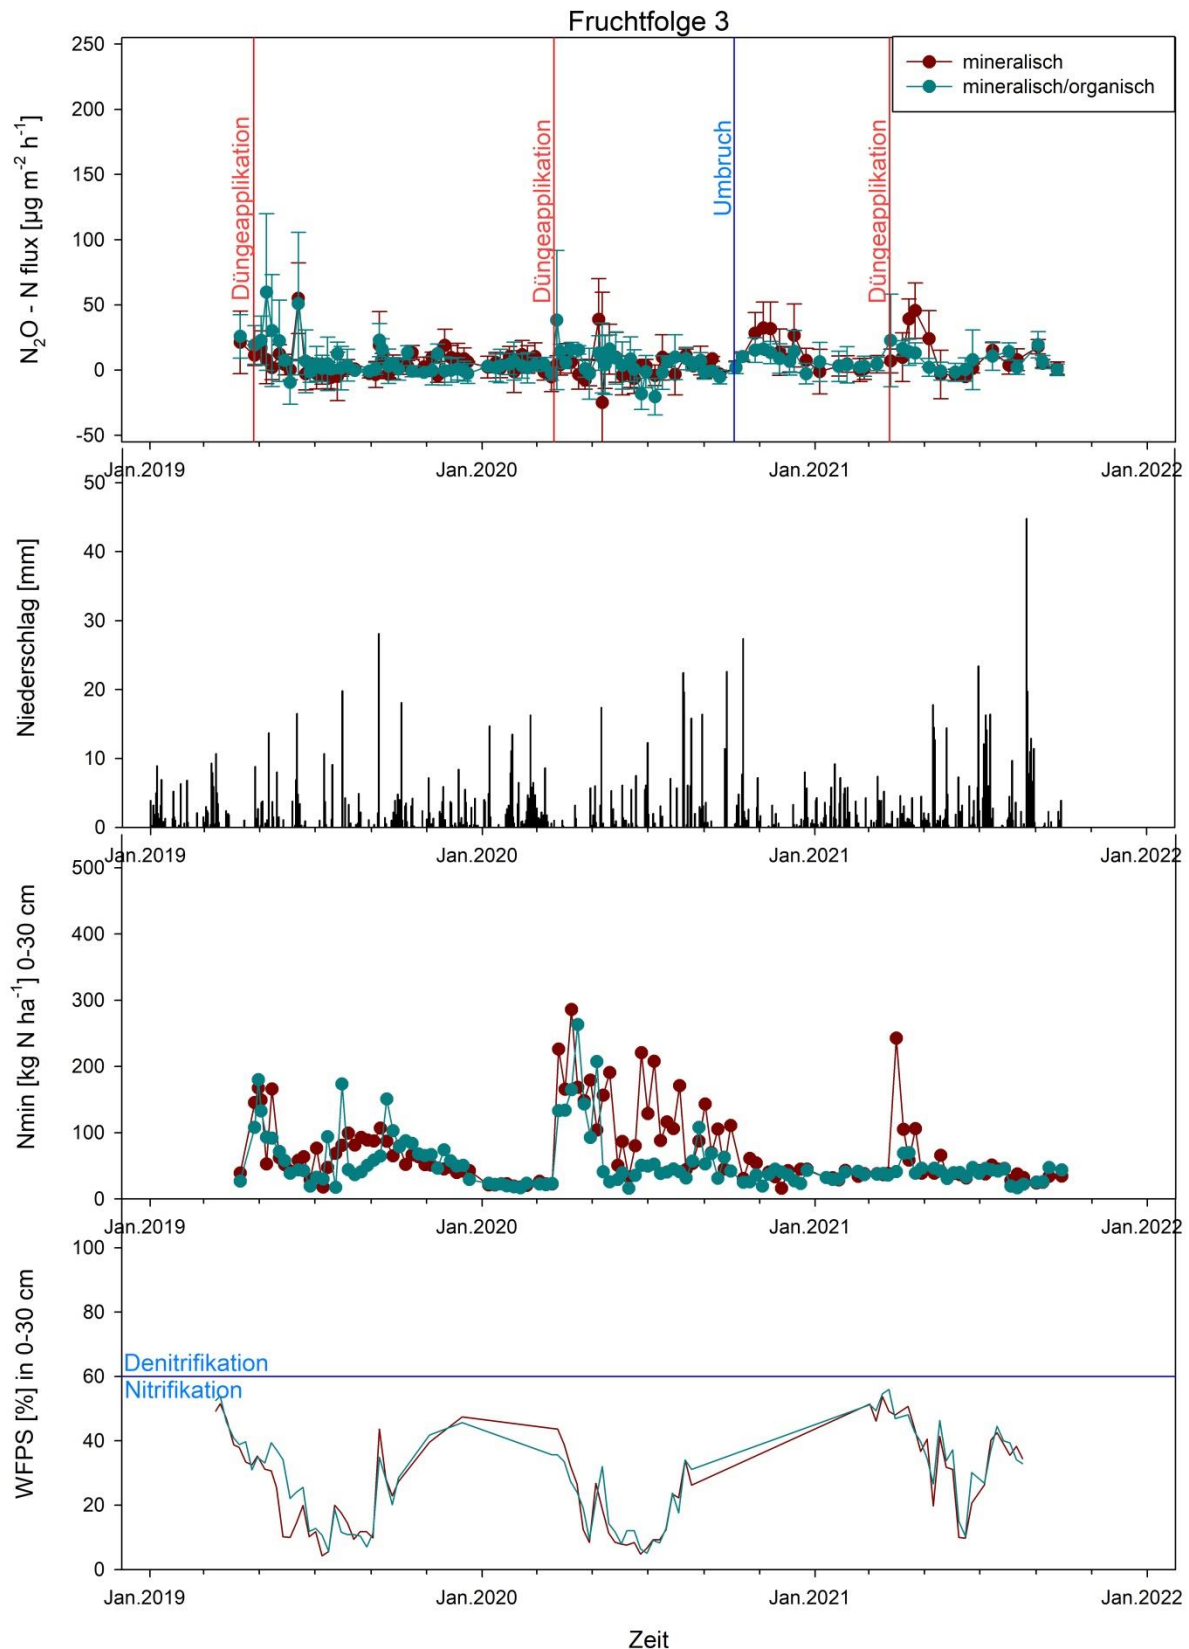 Fruchtfolge 3
mineralisch
mineralisch/organisch
N₂O - N flux [µg m⁻² h⁻¹]
250
200
150
100
50
0
-50
Düngeapplikation
Düngeapplikation
Umbruch
Düngeapplikation
Jan.2019
Jan.2020
Jan.2021
Jan.2022
Niederschlag [mm]
50
40
30
20
10
0
Jan.2019
Jan.2020
Jan.2021
Jan.2022
Nmin [kg N ha⁻¹] 0-30 cm
500
400
300
200
100
0
Jan.2019
Jan.2020
Jan.2021
Jan.2022
WFPS [%] in 0-30 cm
100
80
60
40
20
0
Denitrifikation
Nitrifikation
Jan.2019
Jan.2020
Jan.2021
Jan.2022
Zeit